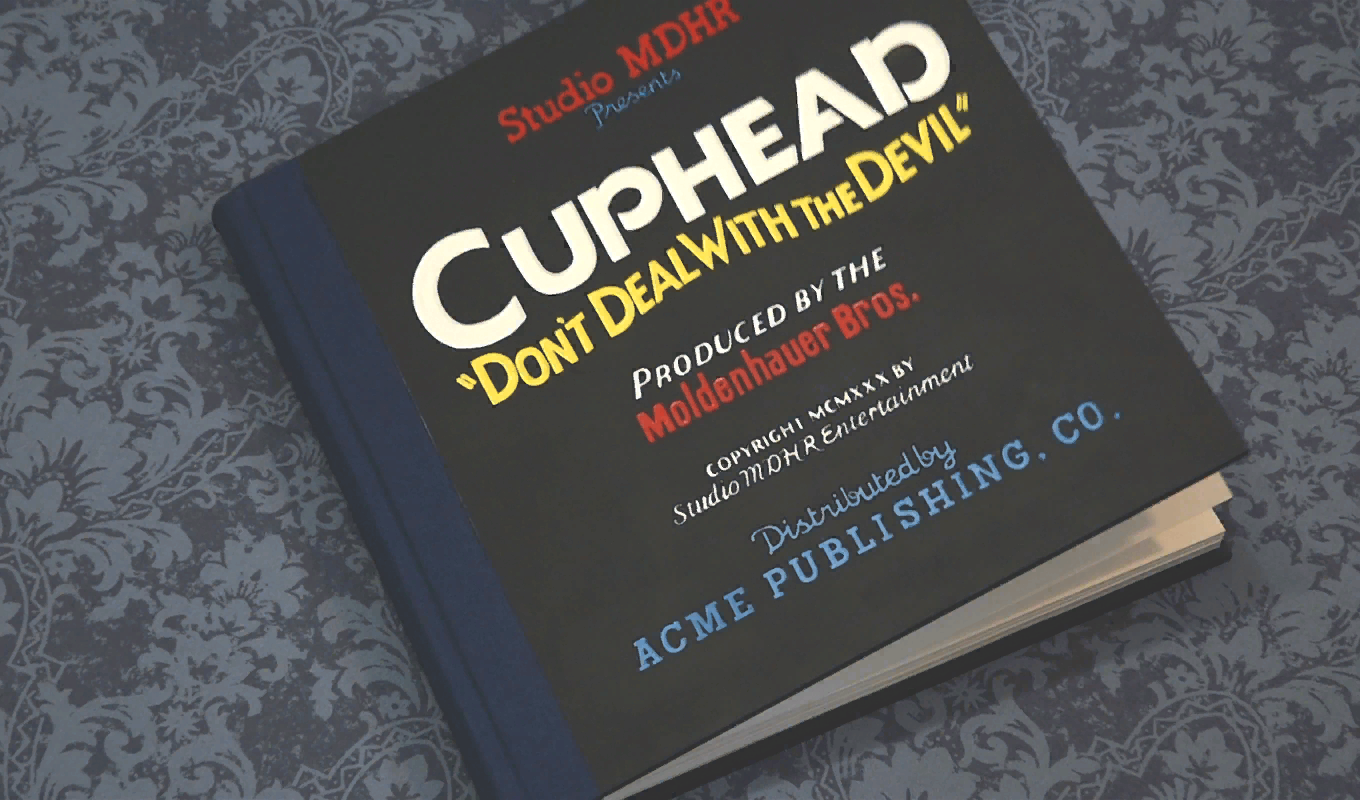 Studio MDHR
Presents
CUPHEAD
"DON'T DEAL WITH THE DEVIL"
PRODUCED BY THE
Moldenhauer Bros.
COPYRIGHT MCMXXX BY
Studio MDHR Entertainment
Distributed by
ACME PUBLISHING. CO.